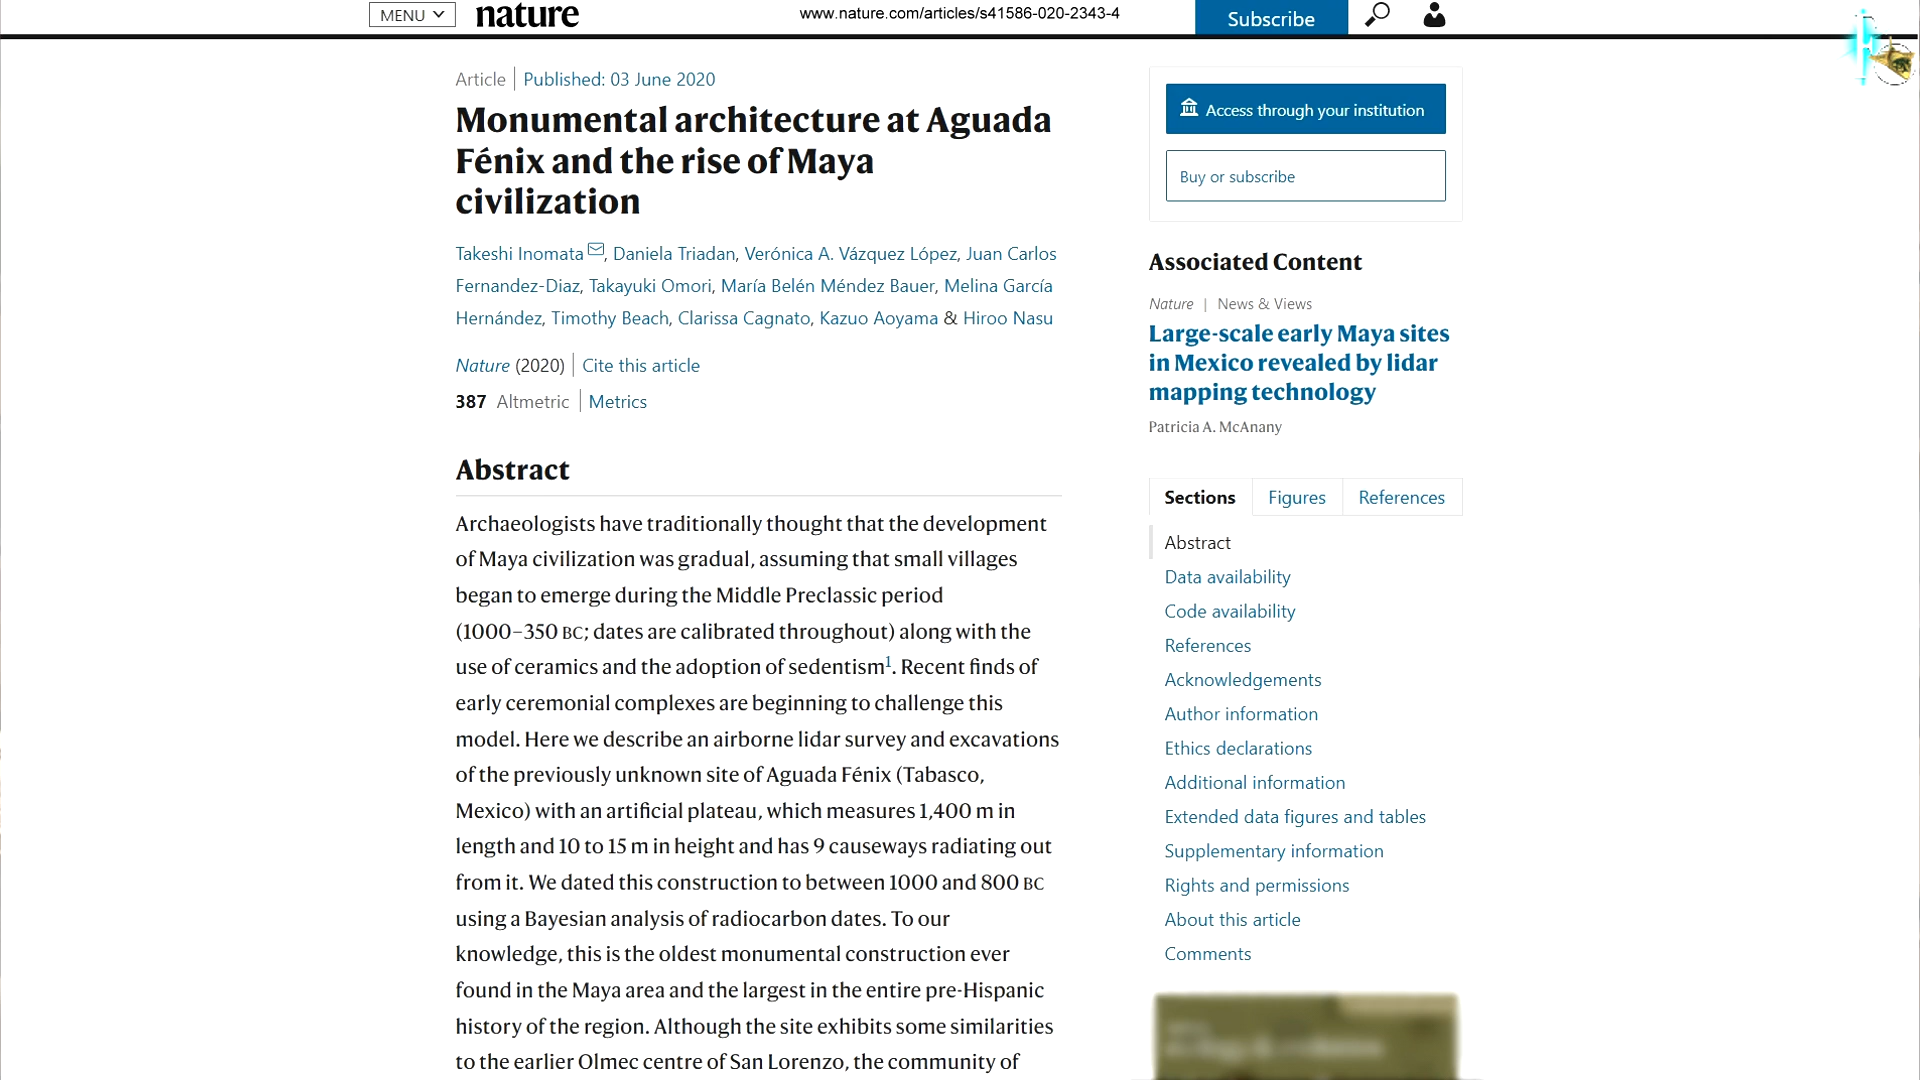 MENU
nature
www.nature.com/articles/s41586-020-2343-4
Subscribe
Article | Published: 03 June 2020
Monumental architecture at Aguada
Fénix and the rise of Maya
civilization
Takeshi Inomata, Daniela Triadan, Verónica A. Vázquez López, Juan Carlos
Fernandez-Diaz, Takayuki Omori, María Belén Méndez Bauer, Melina García
Hernández, Timothy Beach, Clarissa Cagnato, Kazuo Aoyama & Hiroo Nasu
Nature (2020) | Cite this article
387 Altmetric | Metrics
Abstract
Archaeologists have traditionally thought that the development
of Maya civilization was gradual, assuming that small villages
began to emerge during the Middle Preclassic period
(1000–350 BC; dates are calibrated throughout) along with the
use of ceramics and the adoption of sedentism1. Recent finds of
early ceremonial complexes are beginning to challenge this
model. Here we describe an airborne lidar survey and excavations
of the previously unknown site of Aguada Fénix (Tabasco,
Mexico) with an artificial plateau, which measures 1,400 m in
length and 10 to 15 m in height and has 9 causeways radiating out
from it. We dated this construction to between 1000 and 800 BC
using a Bayesian analysis of radiocarbon dates. To our
knowledge, this is the oldest monumental construction ever
found in the Maya area and the largest in the entire pre-Hispanic
history of the region. Although the site exhibits some similarities
to the earlier Olmec centre of San Lorenzo, the community of
Access through your institution
Buy or subscribe
Associated Content
Nature | News & Views
Large-scale early Maya sites
in Mexico revealed by lidar
mapping technology
Patricia A. McAnany
Sections Figures References
Abstract
Data availability
Code availability
References
Acknowledgements
Author information
Ethics declarations
Additional information
Extended data figures and tables
Supplementary information
Rights and permissions
About this article
Comments